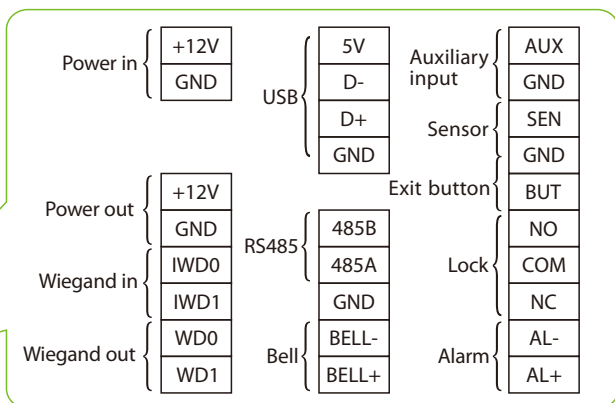 Power in
+12V
GND
Power out
+12V
GND
Wiegand in
IWD0
IWD1
Wiegand out
WD0
WD1
USB
5V
D-
D+
GND
RS485
485B
485A
GND
Bell
BELL-
BELL+
Auxiliary
input
AUX
GND
Sensor
SEN
GND
Exit button
BUT
Lock
NO
COM
NC
Alarm
AL-
AL+